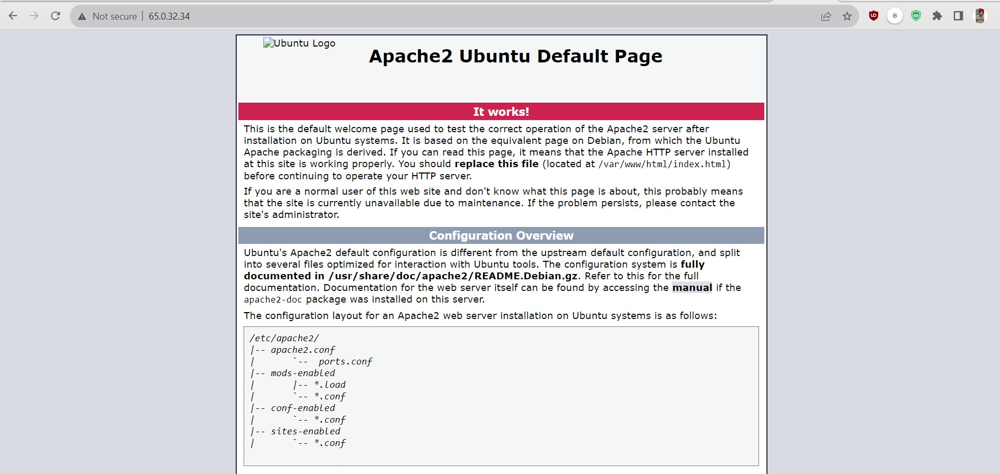 Not secure | 65.0.32.34
B
Ubuntu Logo
Apache2 Ubuntu Default Page
It works!
This is the default welcome page used to test the correct operation of the Apache2 server after
installation on Ubuntu systems. It is based on the equivalent page on Debian, from which the Ubuntu
Apache packaging is derived. If you can read this page, it means that the Apache HTTP server installed
at this site is working properly. You should replace this file (located at /var/www/html/index.html)
before continuing to operate your HTTP server.
If you are a normal user of this web site and don't know what this page is about, this probably means
that the site is currently unavailable due to maintenance. If the problem persists, please contact the
site's administrator.
Configuration Overview
Ubuntu's Apache2 default configuration is different from the upstream default configuration, and split
into several files optimized for interaction with Ubuntu tools. The configuration system is fully
documented in /usr/share/doc/apache2/README.Debian.gz. Refer to this for the full
documentation. Documentation for the web server itself can be found by accessing the manual if the
apache2-doc package was installed on this server.
The configuration layout for an Apache2 web server installation on Ubuntu systems is as follows:
/etc/apache2/
|-- apache2.conf
|       `--  ports.conf
|-- mods-enabled
|       |-- *.load
|       `-- *.conf
|-- conf-enabled
|       `-- *.conf
|-- sites-enabled
|       `-- *.conf